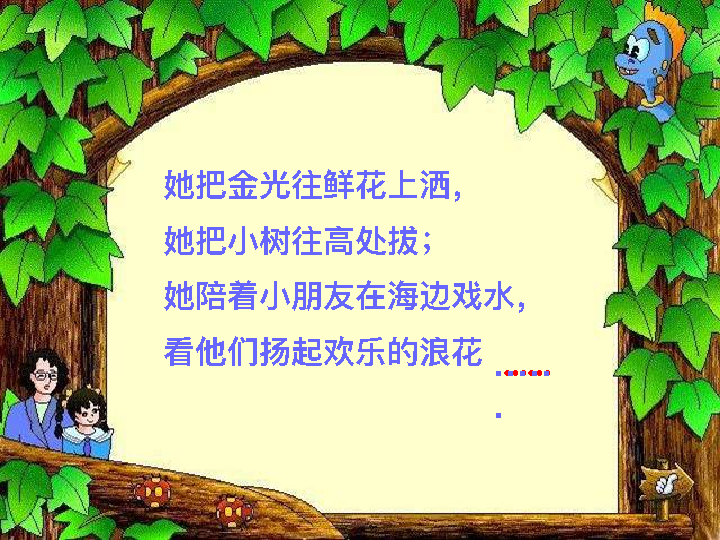 她把金光往鲜花上洒，
她把小树往高处拔；
她陪着小朋友在海边戏水，
看他们扬起欢乐的浪花......
.